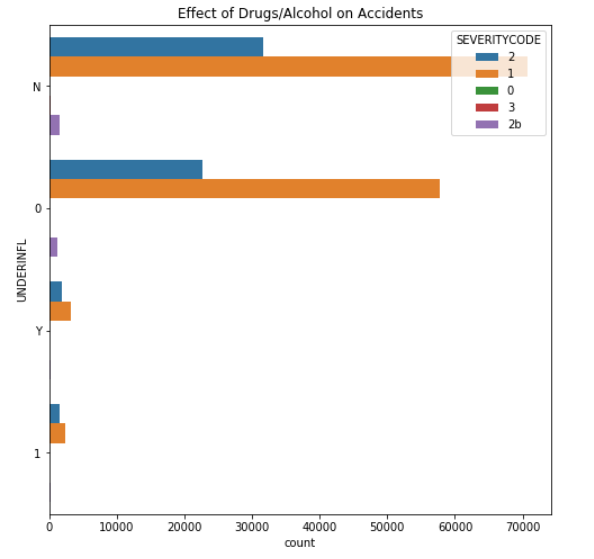 Effect of Drugs/Alcohol on Accidents
SEVERITYCODE
2
1
0
3
2b
UNDERINFL
N
0
Y
1
0 10000 20000 30000 40000 50000 60000 70000
count